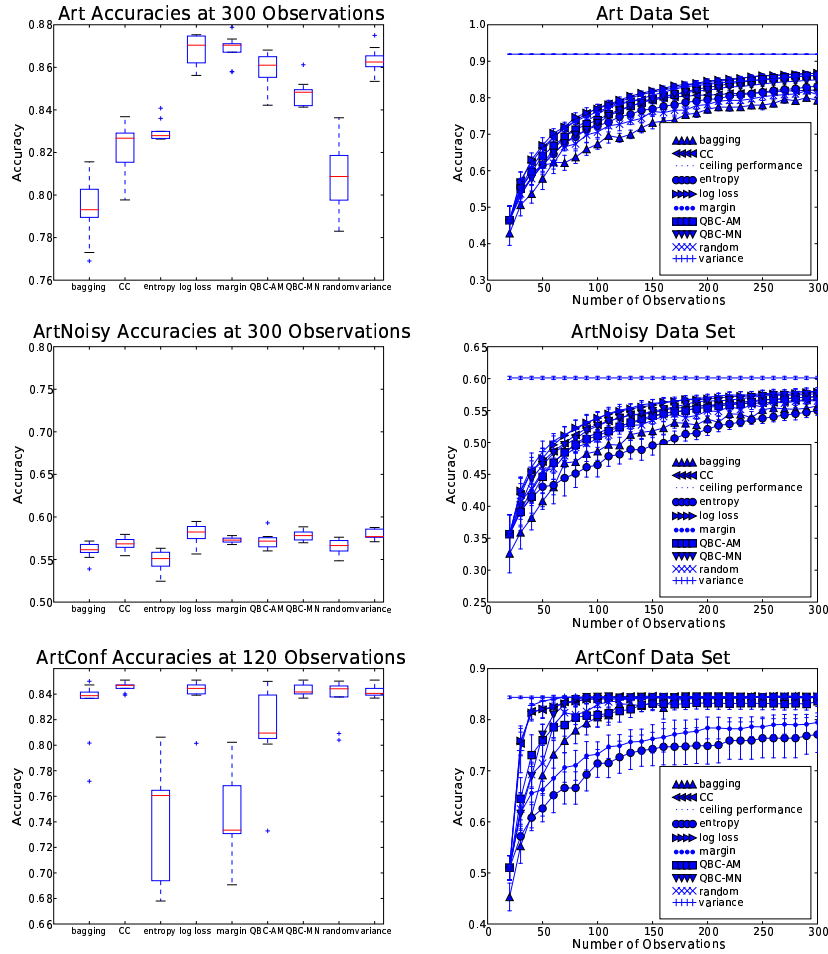 Art Accuracies at 300 Observations
0.88
0.86
0.84
0.82
0.80
0.78
0.76
Accuracy
bagging CC entropy log loss margin QBC-AM QBC-MN random variance
Art Data Set
1.0
0.9
0.8
0.7
0.6
0.5
0.4
0.3
Accuracy
bagging
CC
ceiling performance
entropy
log loss
margin
QBC-AM
QBC-MN
random
variance
0 50 100 150 200 250 300
Number of Observations
ArtNoisy Accuracies at 300 Observations
0.80
0.75
0.70
0.65
0.60
0.55
0.50
Accuracy
bagging CC entropy log loss margin QBC-AM QBC-MN random variance
ArtNoisy Data Set
0.65
0.60
0.55
0.50
0.45
0.40
0.35
0.30
0.25
Accuracy
bagging
CC
ceiling performance
entropy
log loss
margin
QBC-AM
QBC-MN
random
variance
0 50 100 150 200 250 300
Number of Observations
ArtConf Accuracies at 120 Observations
0.84
0.82
0.80
0.78
0.76
0.74
0.72
0.70
0.68
0.66
Accuracy
bagging CC entropy log loss margin QBC-AM QBC-MN random variance
ArtConf Data Set
0.9
0.8
0.7
0.6
0.5
0.4
Accuracy
bagging
CC
ceiling performance
entropy
log loss
margin
QBC-AM
QBC-MN
random
variance
0 50 100 150 200 250 300
Number of Observations